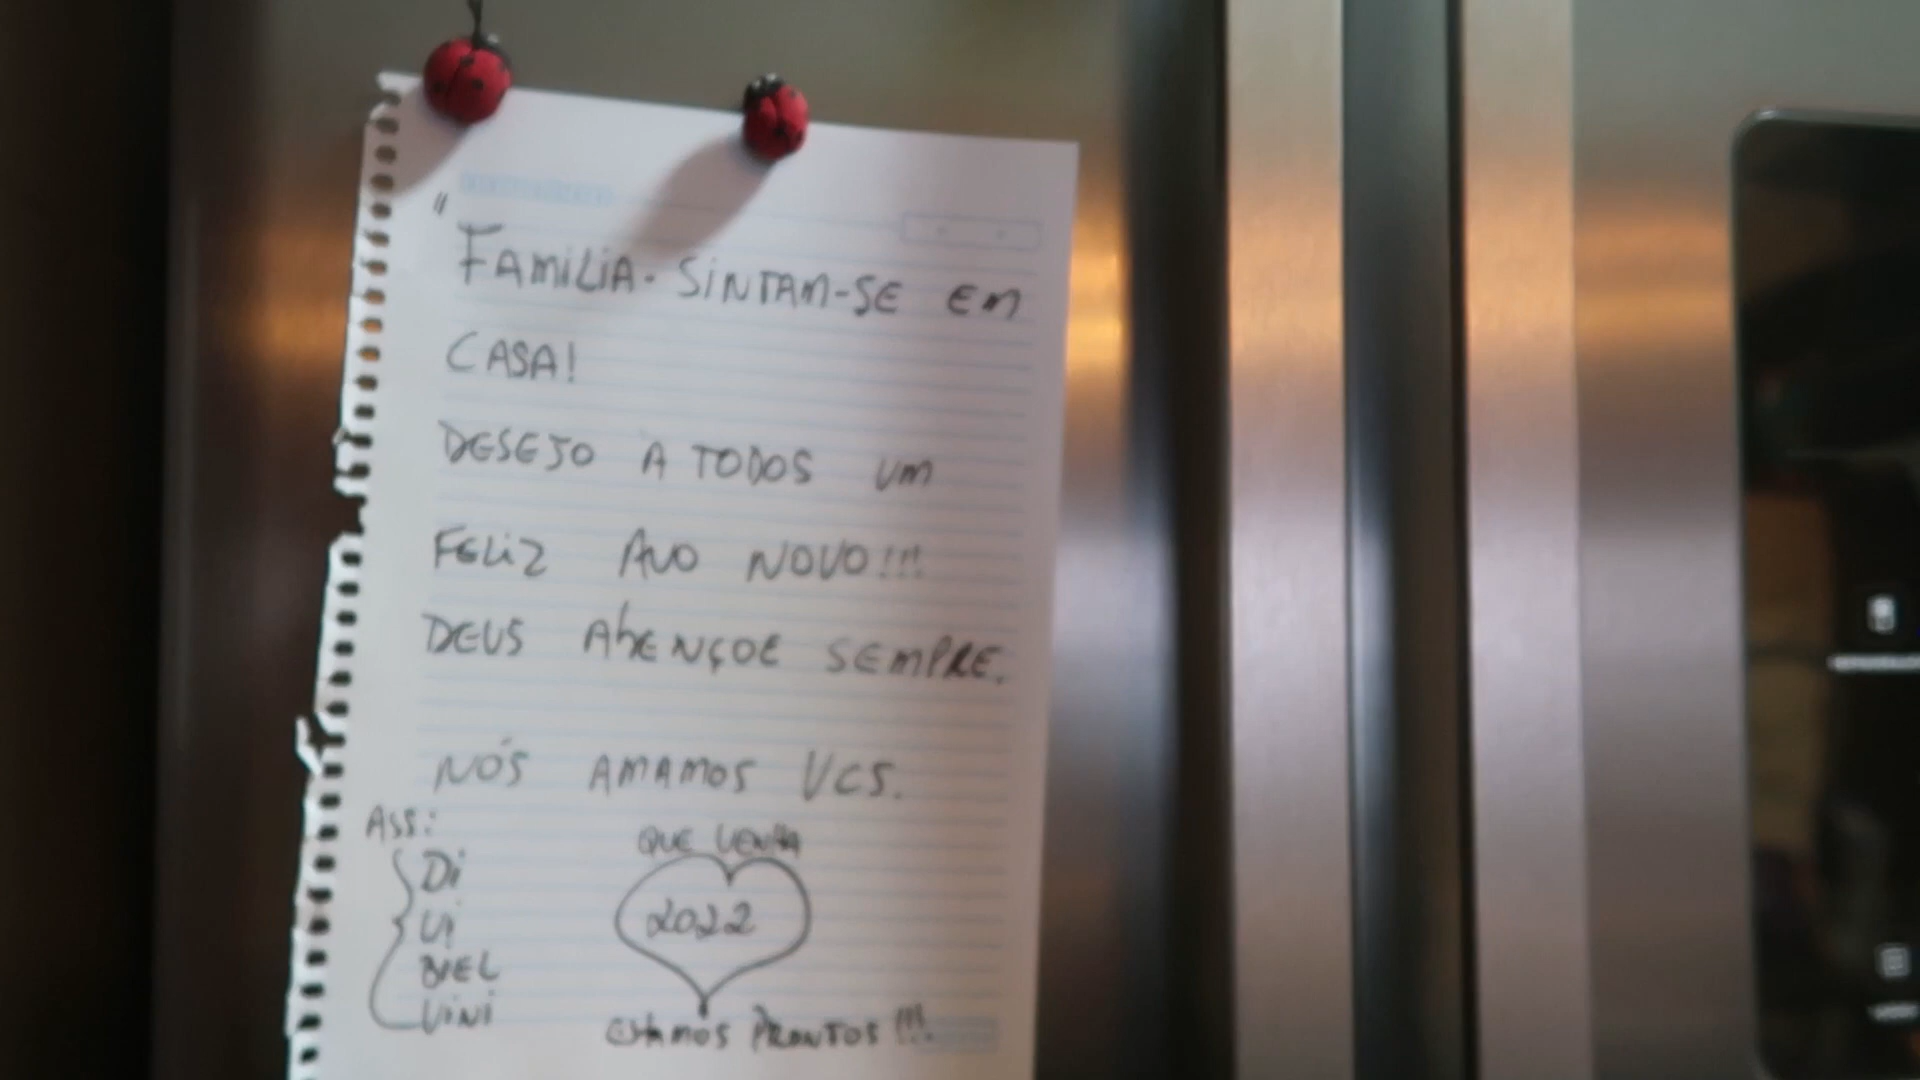 "
FAMILIA. SINTAM-SE EM
CASA!
DESEJO A TODOS UM
FELIZ ANO NOVO!!!
DEUS AbENÇOE SEMPRE.
NÓS AMAMOS VCS.
ASS:
Di
Vi
BIEL
ViNi
QUE VENHA
2022
EstAMOS PRONTOS!!!